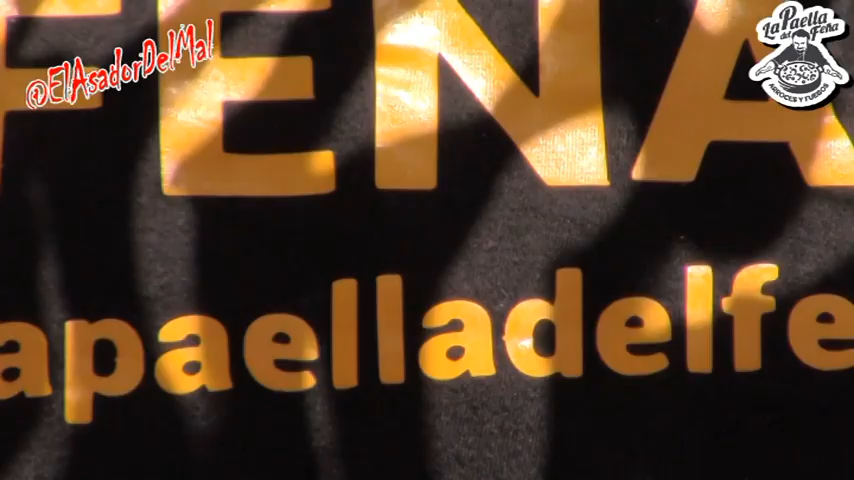 @ElAsadorDelMal
La Paella
del Feña
ARROCES Y FUEGOS
FENA
apaelladelfe